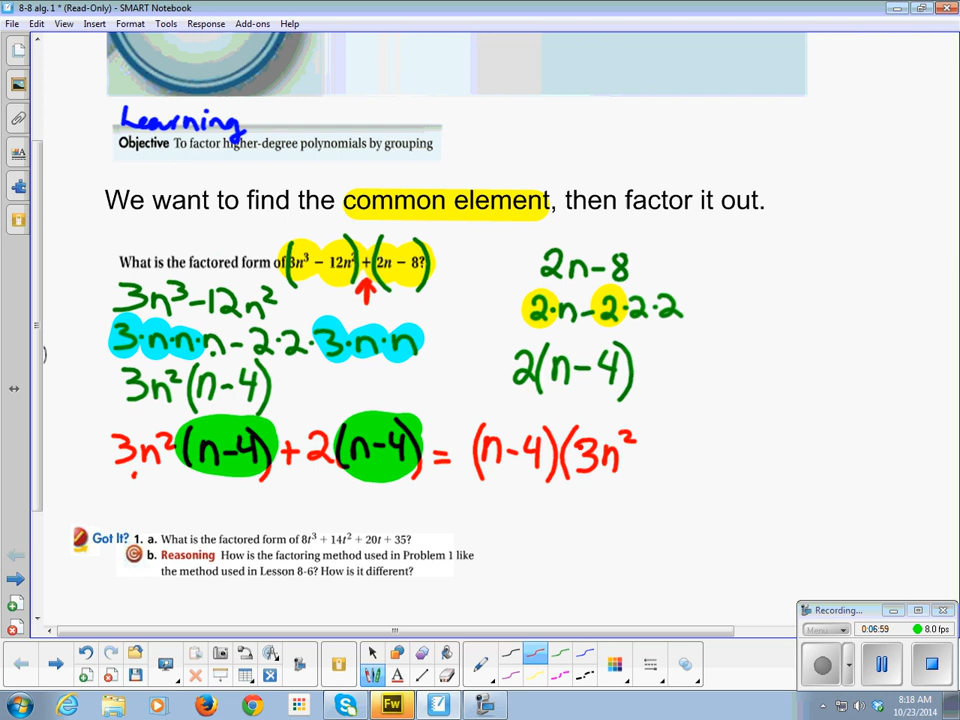 8-8 alg.1 * (Read-Only) - SMART Notebook
File Edit View Insert Format Tools Response Add-ons Help
Learning
Objective To factor higher-degree polynomials by grouping
We want to find the common element, then factor it out.
What is the factored form of (3n³ − 12n²) + (2n − 8?)
3n³-12n²
3·n·n·n-2·2·3·n·n
3n²(n-4)
2n-8
2·n-2·2·2
2(n-4)
3n²(n-4)+2(n-4)=(n-4)(3n²
Got It? 1. a. What is the factored form of 8t³ + 14t² + 20t + 35?
b. Reasoning How is the factoring method used in Problem 1 like
the method used in Lesson 8-6? How is it different?
Recording...
Menu 0:06:59 8.0 fps
A
Fw
8:18 AM
10/23/2014